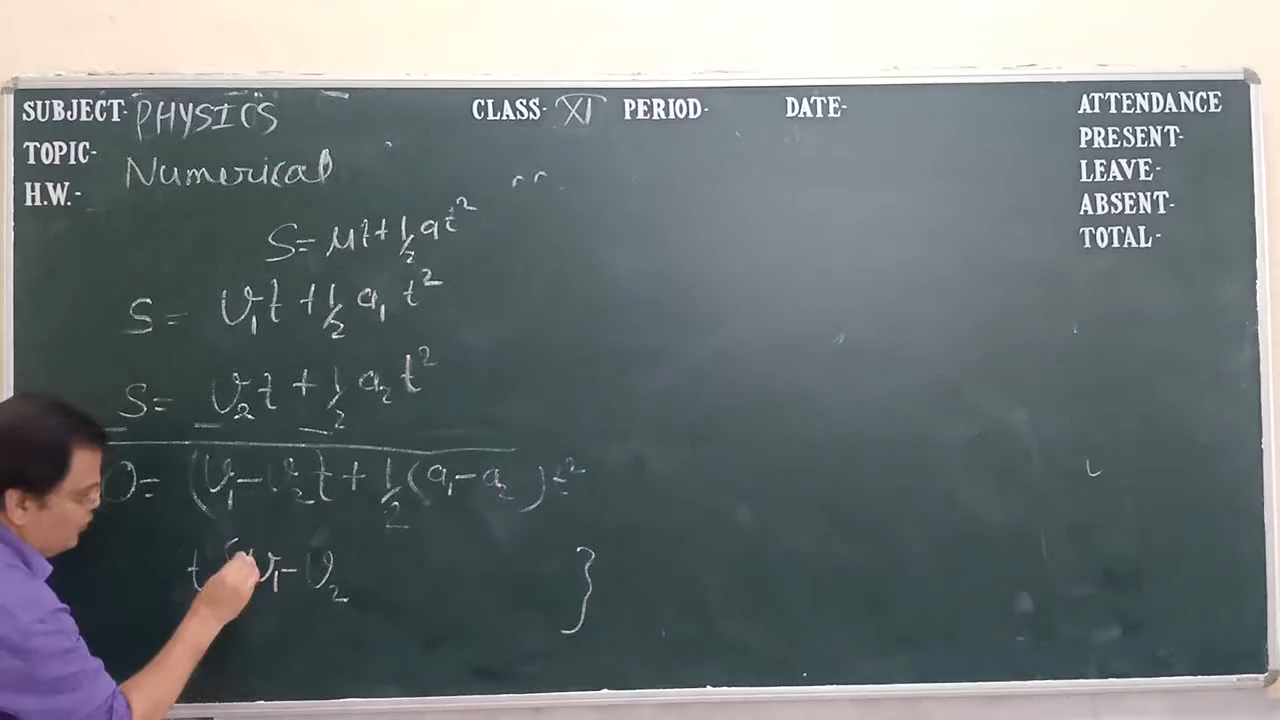 SUBJECT- PHYSICS CLASS- XI PERIOD- DATE- ATTENDANCE
TOPIC- Numerical PRESENT-
H.W.- LEAVE-
ABSENT-
TOTAL-
S= ut+½at²
S= v₁t+½a₁t²
S= v₂t+½a₂t²
0= (v₁-v₂)t+½(a₁-a₂)t²
t {v₁-v₂ }